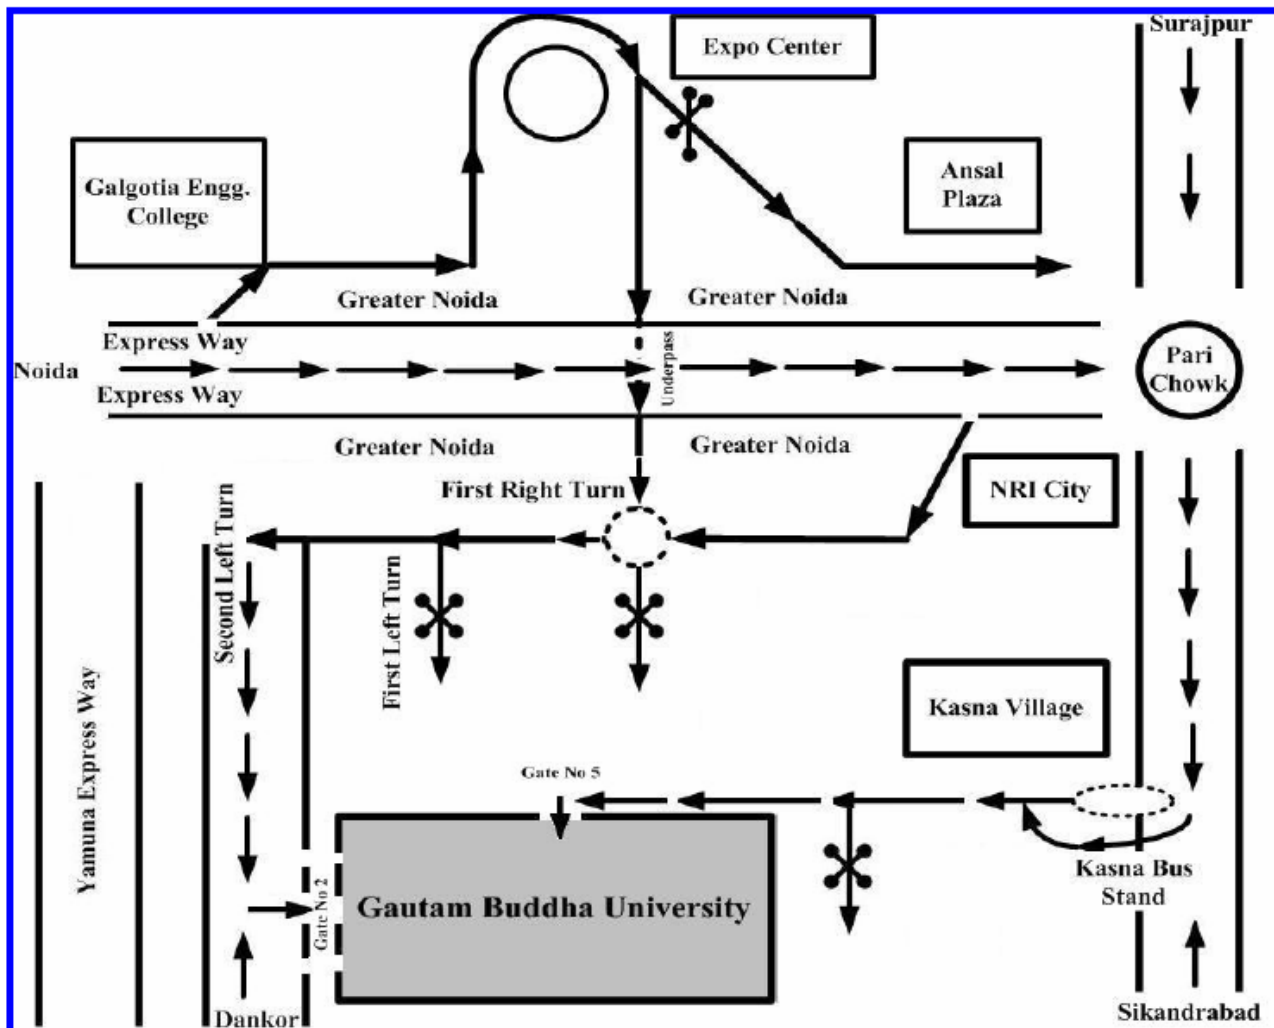 Surajpur
Expo Center
Ansal
Plaza
Galgotia Engg.
College
Greater Noida
Greater Noida
Express Way
Noida
Express Way
Underpass
Pari
Chowk
Greater Noida
Greater Noida
First Right Turn
NRI City
Second Left Turn
First Left Turn
Yamuna Express Way
Kasna Village
Gate No 5
Kasna Bus
Stand
Gate No 2
Gautam Buddha University
Dankor
Sikandrabad